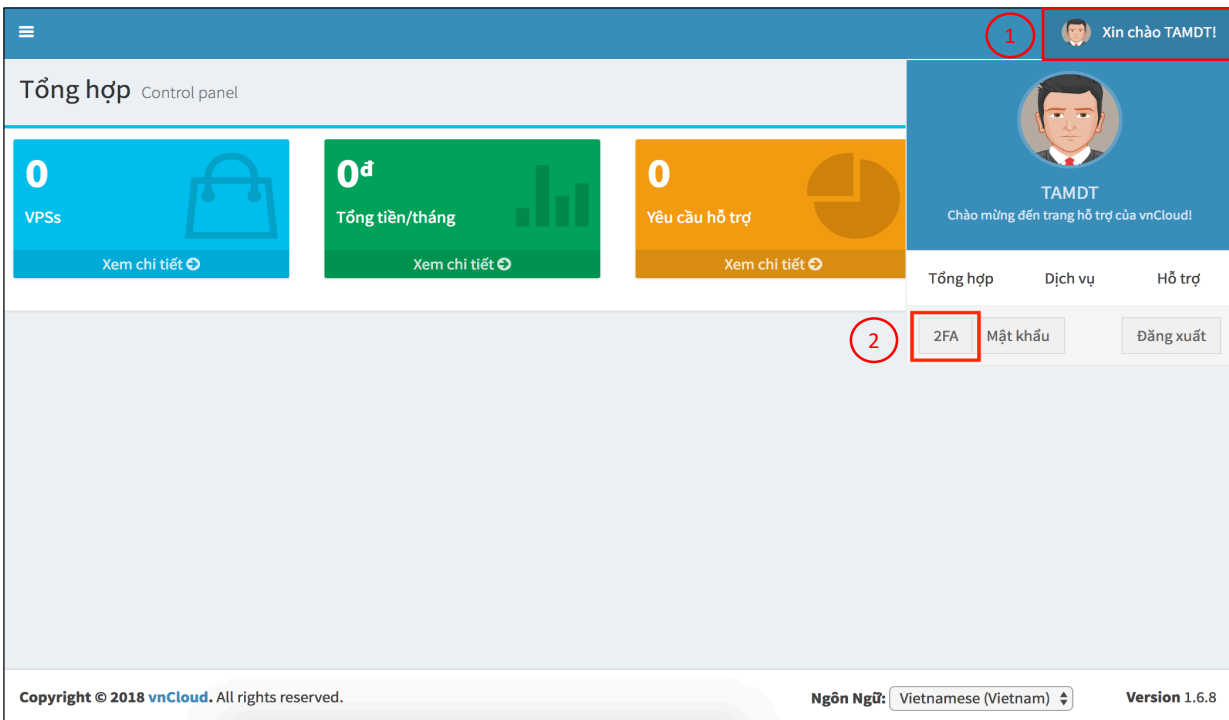 1
Xin chào TAMDT!
Tổng hợp Control panel
0
VPSs
Xem chi tiết
0đ
Tổng tiền/tháng
Xem chi tiết
0
Yêu cầu hỗ trợ
Xem chi tiết
TAMDT
Chào mừng đến trang hỗ trợ của vnCloud!
Tổng hợp Dịch vụ Hỗ trợ
2
2FA Mật khẩu Đăng xuất
Copyright © 2018 vnCloud. All rights reserved.
Ngôn Ngữ: Vietnamese (Vietnam)
Version 1.6.8